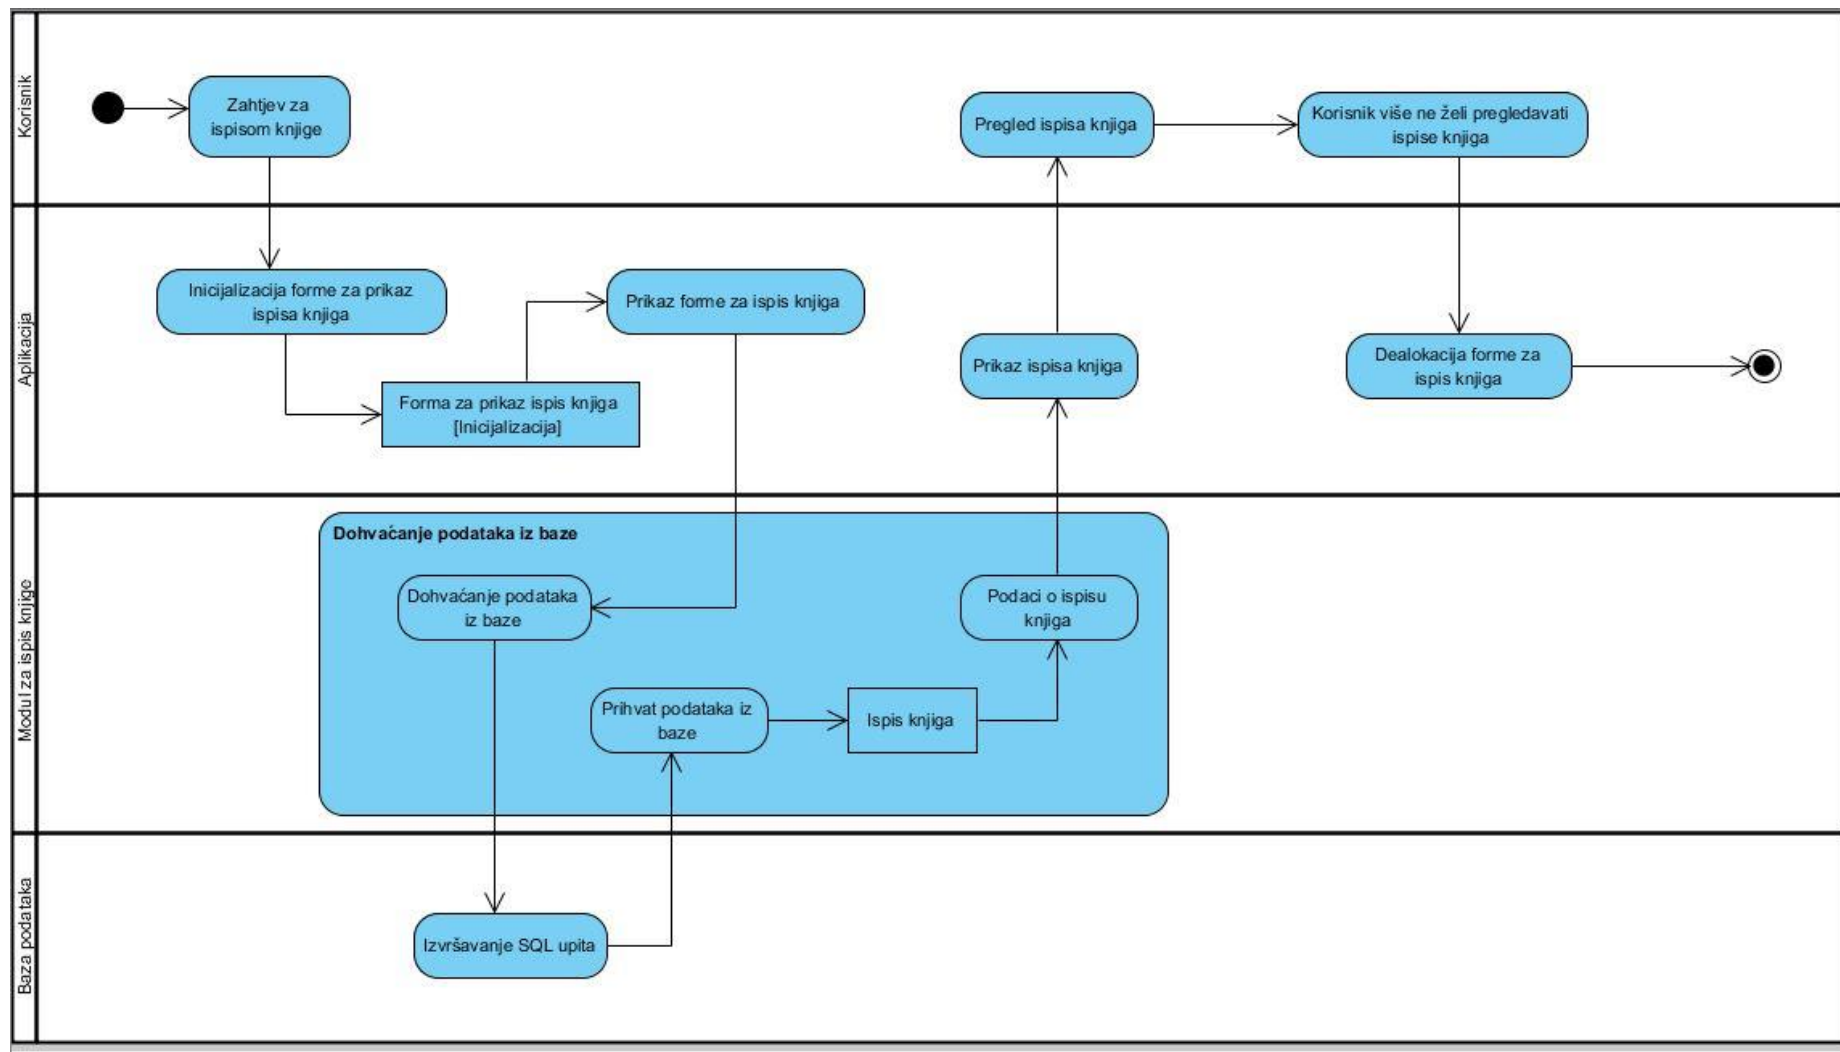 Korisnik
Zahtjev za
ispisom knjige
Pregled ispisa knjiga
Korisnik više ne želi pregledavati
ispise knjiga
Aplikacija
Inicijalizacija forme za prikaz
ispisa knjiga
Prikaz forme za ispis knjiga
Forma za prikaz ispis knjiga
[Inicijalizacija]
Prikaz ispisa knjiga
Dealokacija forme za
ispis knjiga
Modul za ispis knjige
Dohvaćanje podataka iz baze
Dohvaćanje podataka
iz baze
Podaci o ispisu
knjiga
Prihvat podataka iz
baze
Ispis knjiga
Baza podataka
Izvršavanje SQL upita